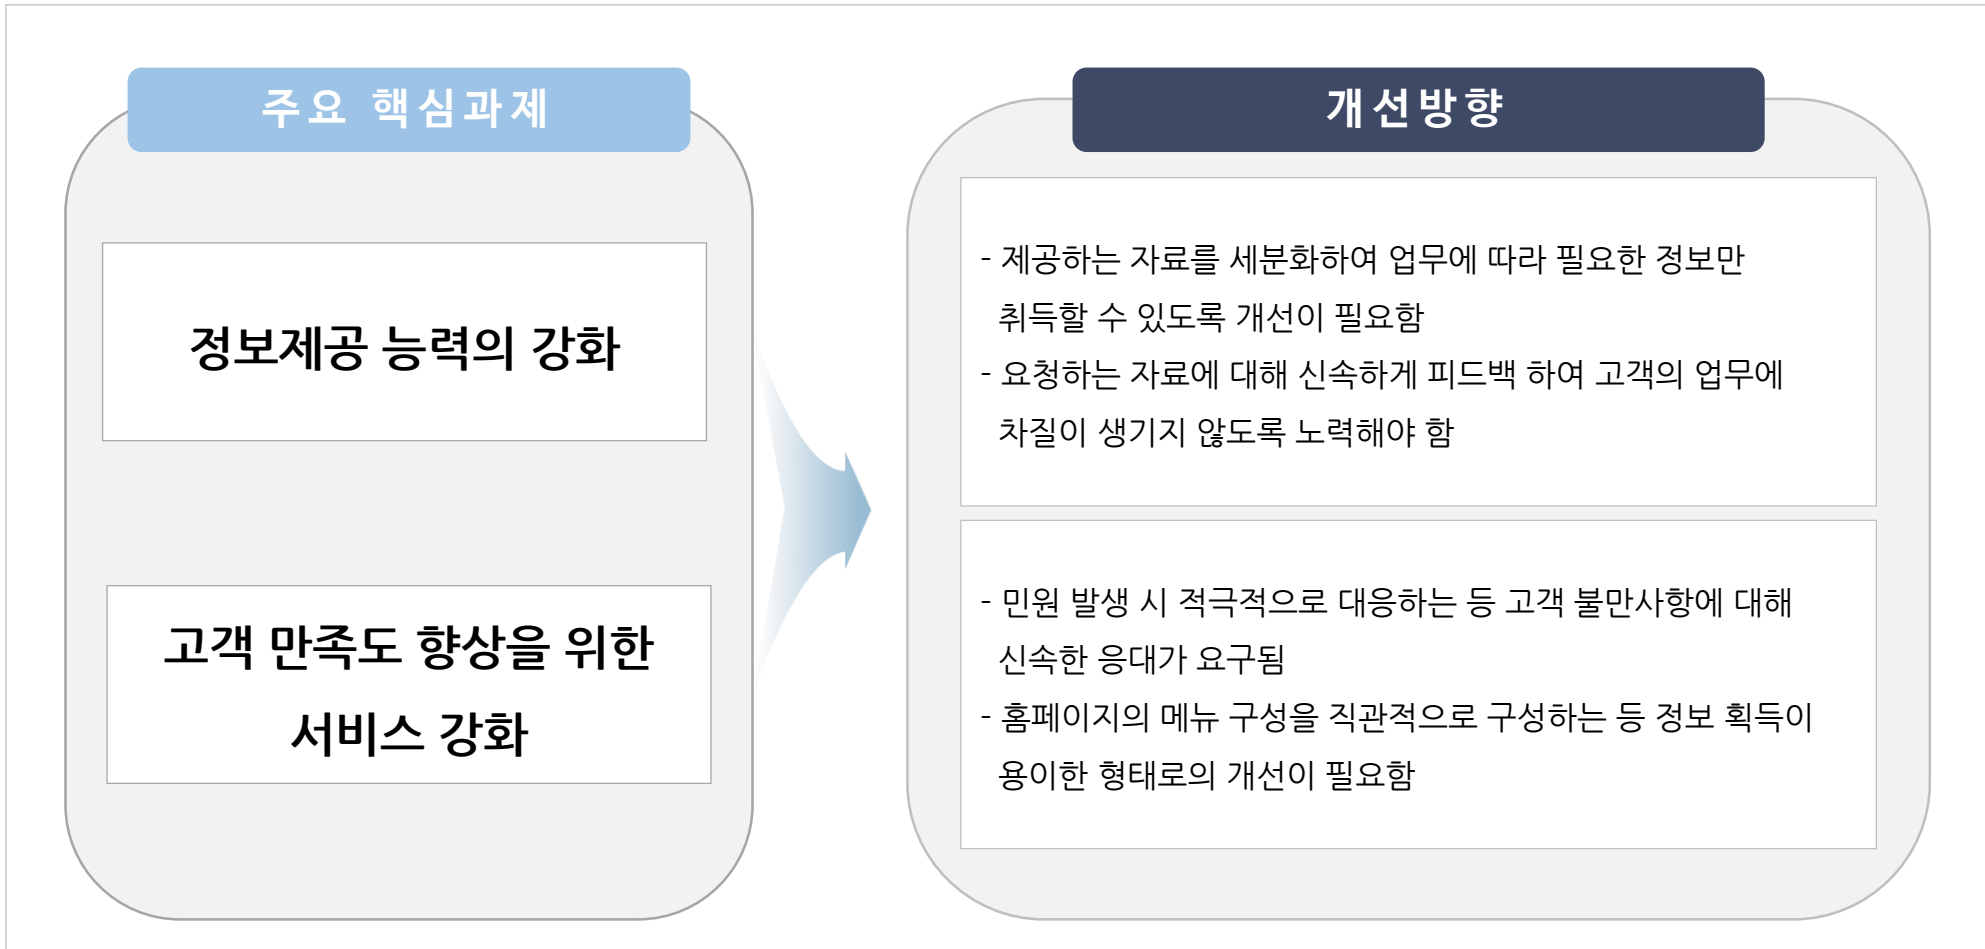 주요 핵심과제
정보제공 능력의 강화
고객 만족도 향상을 위한
서비스 강화
개선방향
- 제공하는 자료를 세분화하여 업무에 따라 필요한 정보만
취득할 수 있도록 개선이 필요함
- 요청하는 자료에 대해 신속하게 피드백 하여 고객의 업무에
차질이 생기지 않도록 노력해야 함
- 민원 발생 시 적극적으로 대응하는 등 고객 불만사항에 대해
신속한 응대가 요구됨
- 홈페이지의 메뉴 구성을 직관적으로 구성하는 등 정보 획득이
용이한 형태로의 개선이 필요함